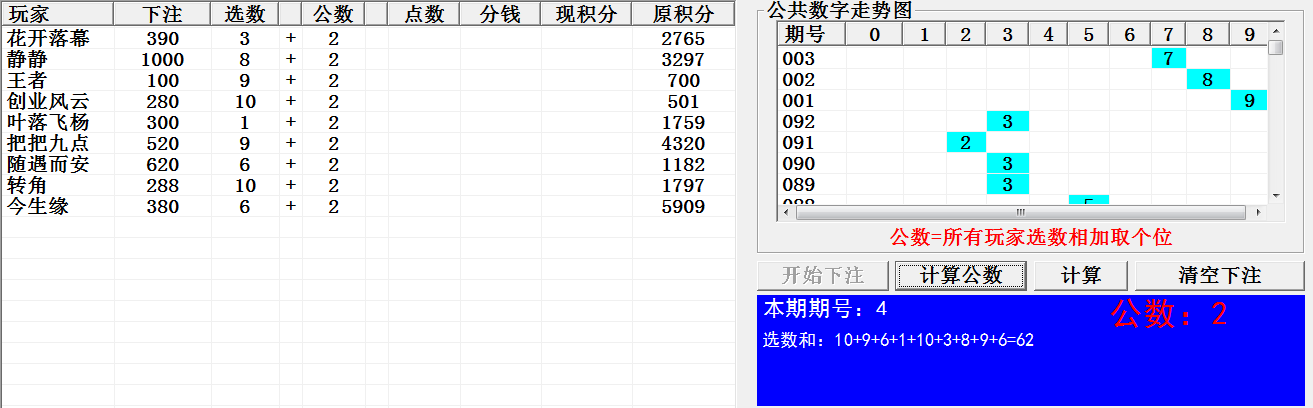 玩家 下注 选数 公数 点数 分钱 现积分 原积分
花开落幕 390 3 + 2 2765
静静 1000 8 + 2 3297
王者 100 9 + 2 700
创业风云 280 10 + 2 501
叶落飞杨 300 1 + 2 1759
把把九点 520 9 + 2 4320
随遇而安 620 6 + 2 1182
转角 288 10 + 2 1797
今生缘 380 6 + 2 5909
公共数字走势图
期号 0 1 2 3 4 5 6 7 8 9
003 7
002 8
001 9
092 3
091 2
090 3
089 3
公数=所有玩家选数相加取个位
开始下注 计算公数 计算 清空下注
本期期号：4 公数：2
选数和：10+9+6+1+10+3+8+9+6=62